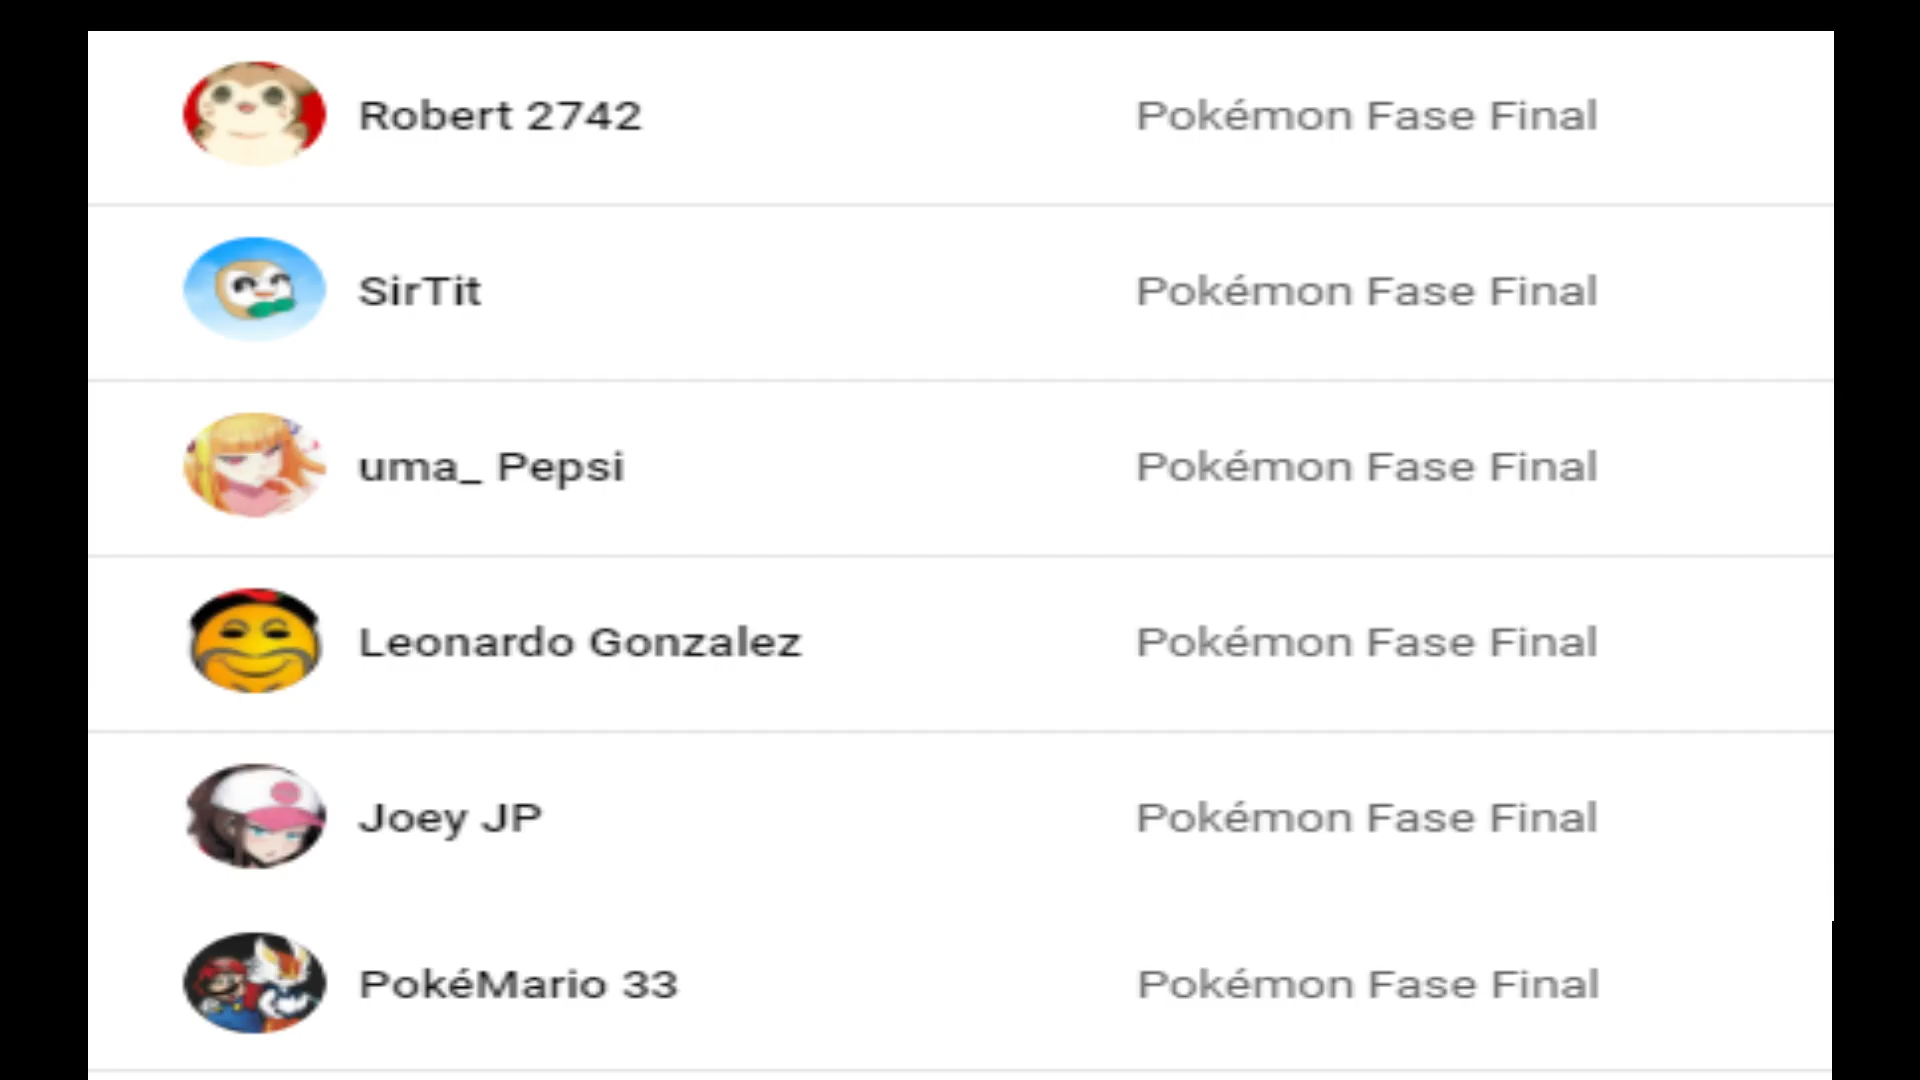 Robert 2742 Pokémon Fase Final
SirTit Pokémon Fase Final
uma_ Pepsi Pokémon Fase Final
Leonardo Gonzalez Pokémon Fase Final
Joey JP Pokémon Fase Final
PokéMario 33 Pokémon Fase Final